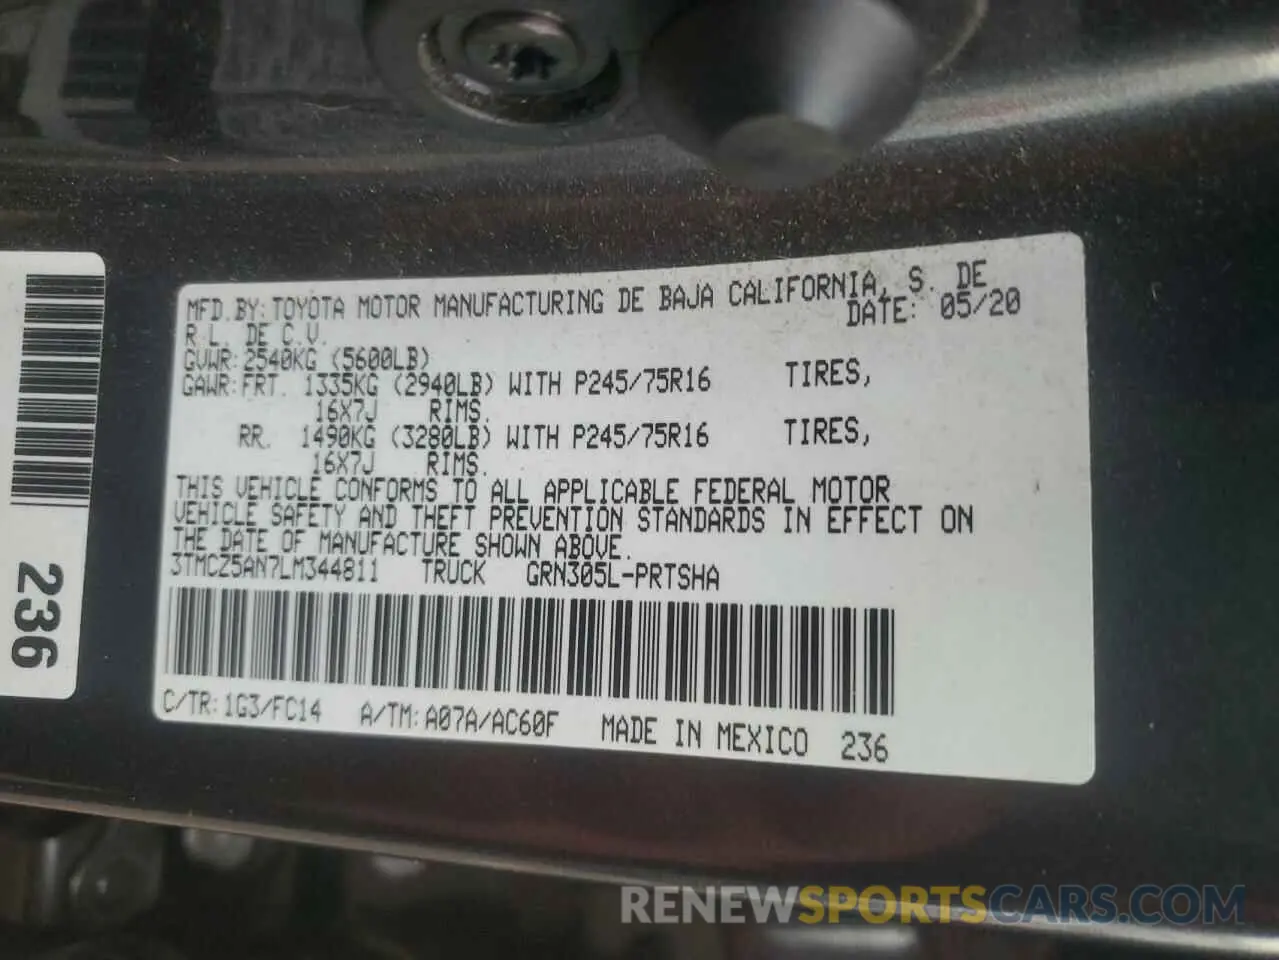 MFD. BY: TOYOTA MOTOR MANUFACTURING DE BAJA CALIFORNIA, S. DE
R.L. DE C.V. DATE: 05/20
GVWR: 2540KG (5600LB)
GAWR: FRT. 1335KG (2940LB) WITH P245/75R16 TIRES,
16X7J RIMS.
RR. 1490KG (3280LB) WITH P245/75R16 TIRES,
16X7J RIMS.
THIS VEHICLE CONFORMS TO ALL APPLICABLE FEDERAL MOTOR
VEHICLE SAFETY AND THEFT PREVENTION STANDARDS IN EFFECT ON
THE DATE OF MANUFACTURE SHOWN ABOVE.
3TMCZ5AN7LM344811 TRUCK GRN305L-PRTSHA
C/TR: 1G3/FC14 A/TM: A07A/AC60F MADE IN MEXICO 236
236
RENEWSPORTSCARS.COM